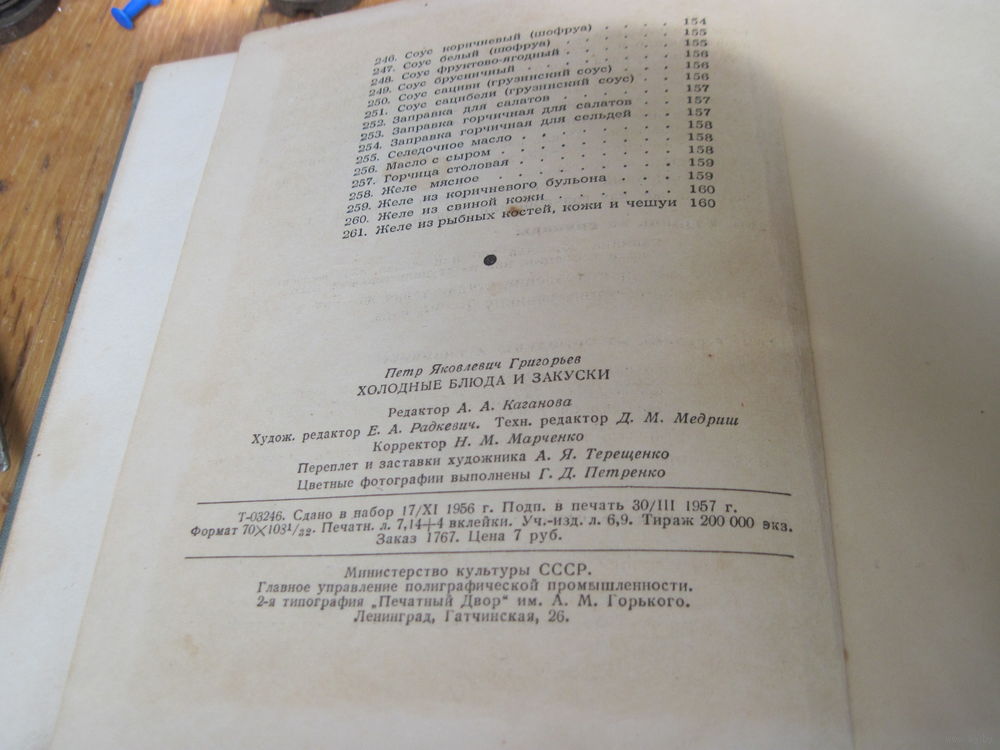 246. Соус коричневый (шофруа) . . . . 154
247. Соус белый (шофруа) . . . . . 155
248. Соус фруктово-ягодный . . . . . 155
249. Соус брусничный . . . . . . 156
250. Соус сациви (грузинский соус) . . . 156
251. Соус сацибели (грузинский соус) . . 156
252. Заправка для салатов . . . . . 157
253. Заправка горчичная для салатов . . 157
254. Заправка горчичная для сельдей . . 157
255. Селедочное масло . . . . . . 158
256. Масло с сыром . . . . . . . 158
257. Горчица столовая . . . . . . 158
258. Желе мясное . . . . . . . 159
259. Желе из коричневого бульона . . . 159
260. Желе из свиной кожи . . . . . 160
261. Желе из рыбных костей, кожи и чешуи 160
Петр Яковлевич Григорьев
ХОЛОДНЫЕ БЛЮДА И ЗАКУСКИ
Редактор А. А. Каганова
Худож. редактор Е. А. Радкевич. Техн. редактор Д. М. Медриш
Корректор Н. М. Марченко
Переплет и заставки художника А. Я. Терещенко
Цветные фотографии выполнены Г. Д. Петренко
Т-03246. Сдано в набор 17/XI 1956 г. Подп. в печать 30/III 1957 г.
Формат 70×108¹/₃₂. Печатн. л. 7,14+4 вклейки. Уч.-изд. л. 6,9. Тираж 200 000 экз.
Заказ 1767. Цена 7 руб.
Министерство культуры СССР.
Главное управление полиграфической промышленности.
2-я типография „Печатный Двор“ им. А. М. Горького.
Ленинград, Гатчинская, 26.